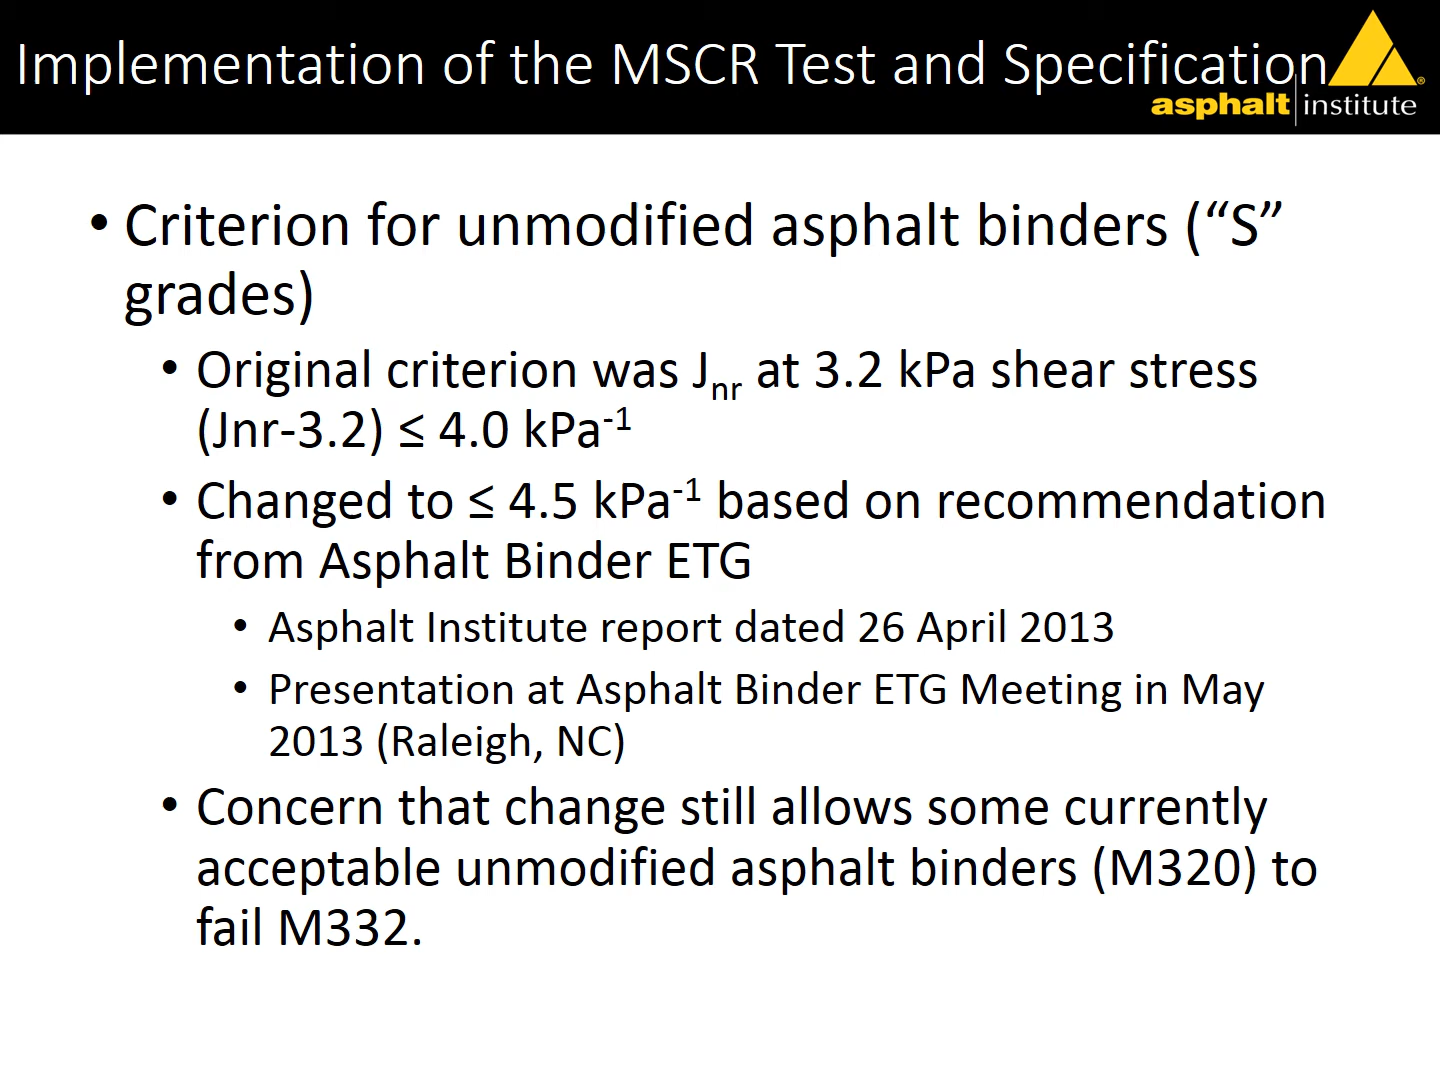 Implementation of the MSCR Test and Specification
asphalt institute®
• Criterion for unmodified asphalt binders (“S”
grades)
• Original criterion was Jnr at 3.2 kPa shear stress
(Jnr-3.2) ≤ 4.0 kPa-1
• Changed to ≤ 4.5 kPa-1 based on recommendation
from Asphalt Binder ETG
• Asphalt Institute report dated 26 April 2013
• Presentation at Asphalt Binder ETG Meeting in May
2013 (Raleigh, NC)
• Concern that change still allows some currently
acceptable unmodified asphalt binders (M320) to
fail M332.